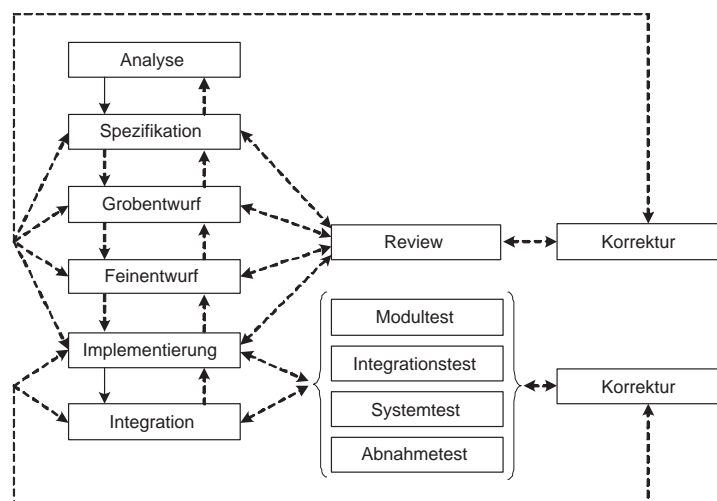 Analyse
Spezifikation
Grobentwurf
Review
Korrektur
Feinentwurf
Modultest
Implementierung
Integrationstest
Korrektur
Systemtest
Integration
Abnahmetest